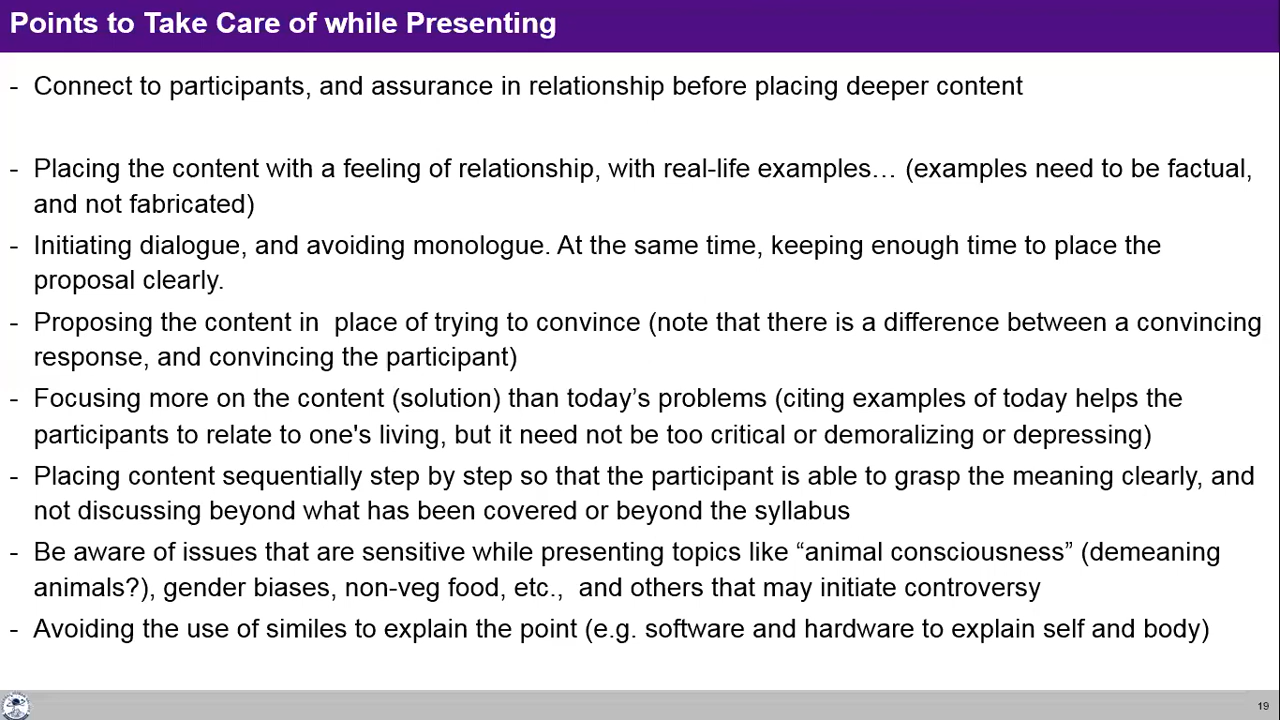 Points to Take Care of while Presenting
- Connect to participants, and assurance in relationship before placing deeper content
- Placing the content with a feeling of relationship, with real-life examples… (examples need to be factual,
and not fabricated)
- Initiating dialogue, and avoiding monologue. At the same time, keeping enough time to place the
proposal clearly.
- Proposing the content in  place of trying to convince (note that there is a difference between a convincing
response, and convincing the participant)
- Focusing more on the content (solution) than today’s problems (citing examples of today helps the
participants to relate to one's living, but it need not be too critical or demoralizing or depressing)
- Placing content sequentially step by step so that the participant is able to grasp the meaning clearly, and
not discussing beyond what has been covered or beyond the syllabus
- Be aware of issues that are sensitive while presenting topics like “animal consciousness” (demeaning
animals?), gender biases, non-veg food, etc.,  and others that may initiate controversy
- Avoiding the use of similes to explain the point (e.g. software and hardware to explain self and body)
19